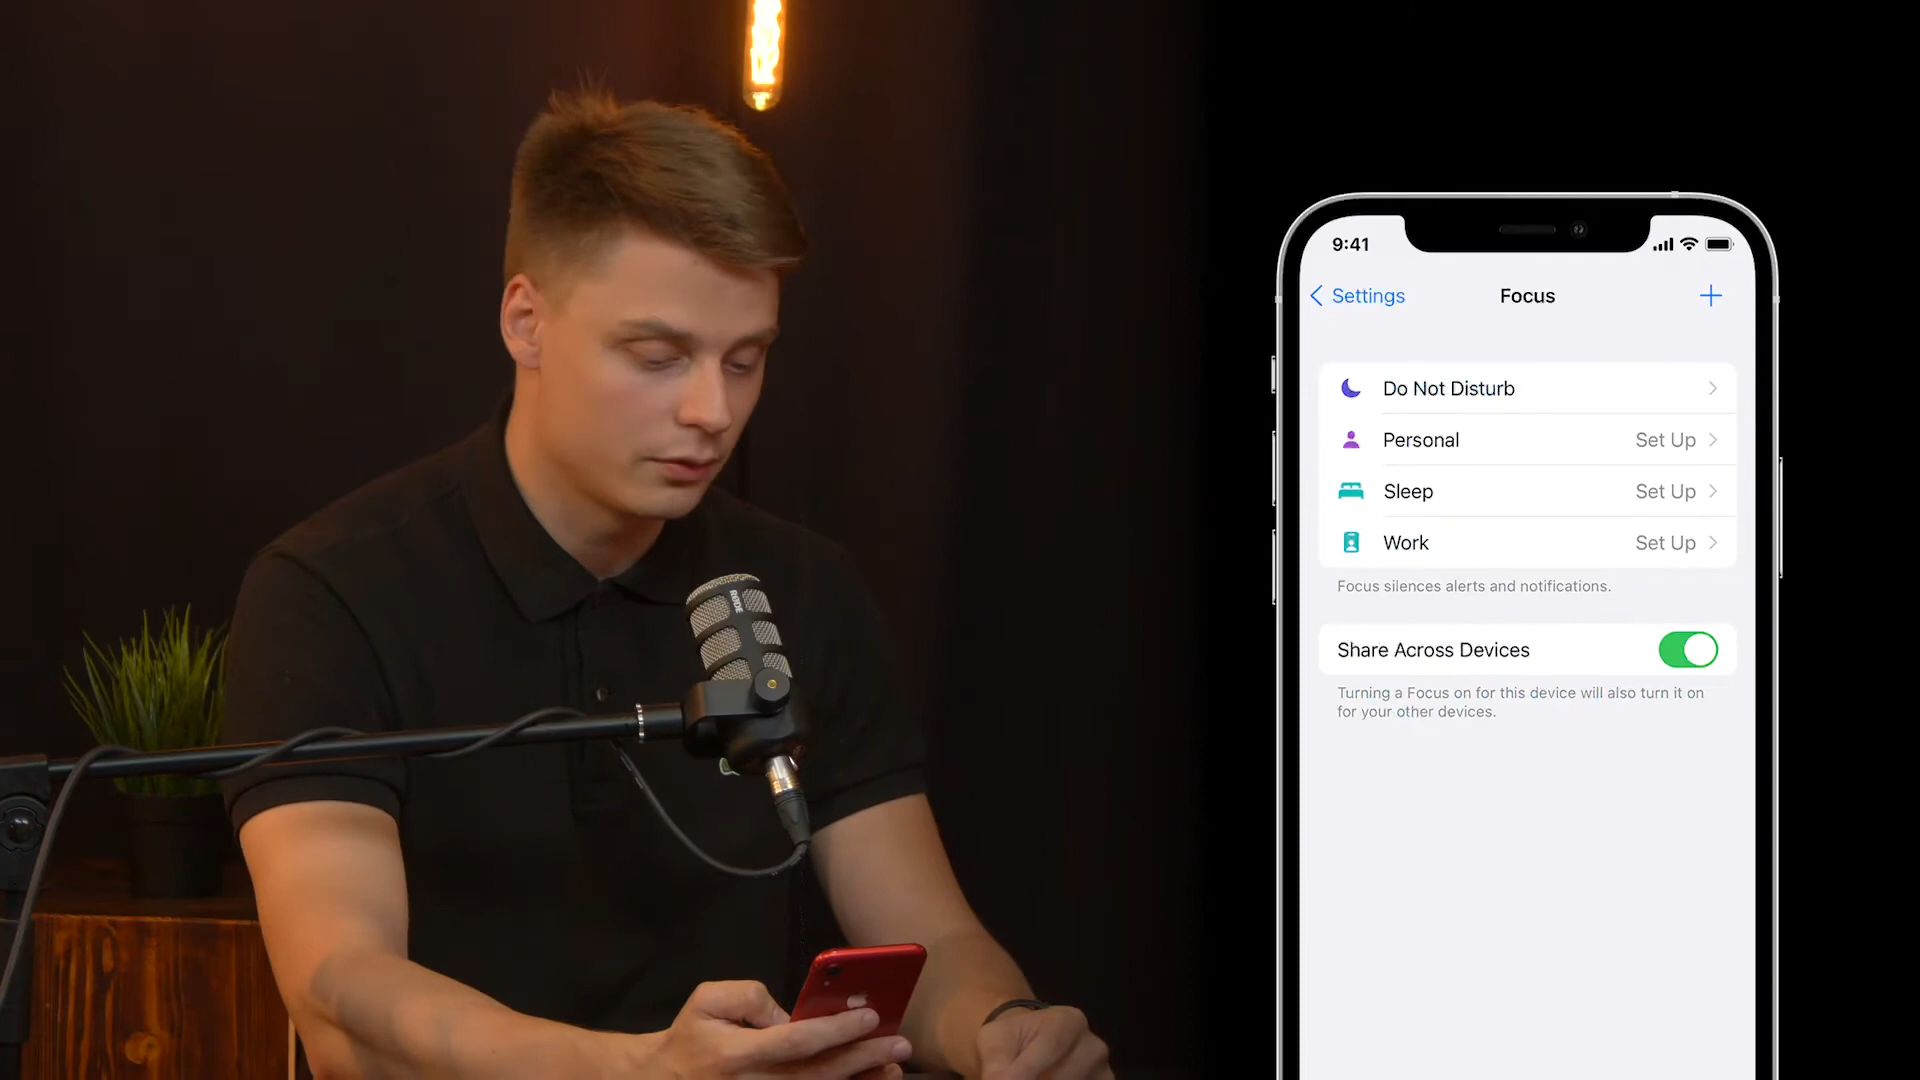 RØDE
9:41
Settings
Focus
Do Not Disturb
Personal
Set Up
Sleep
Set Up
Work
Set Up
Focus silences alerts and notifications.
Share Across Devices
Turning a Focus on for this device will also turn it on
for your other devices.